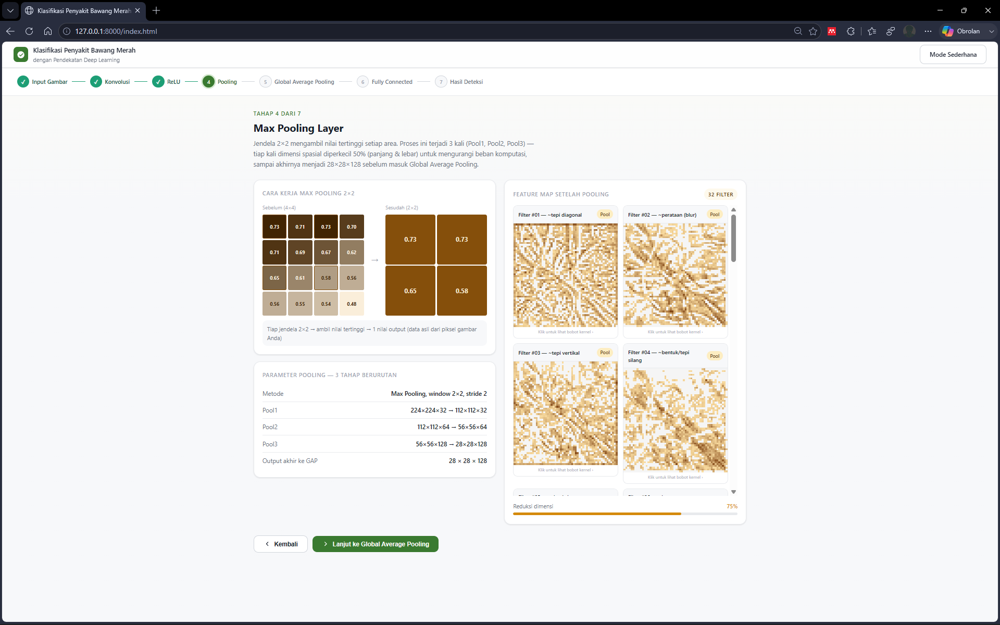 Klasifikasi Penyakit Bawang Merah
127.0.0.1:8000/index.html
Obrolan
Klasifikasi Penyakit Bawang Merah
dengan Pendekatan Deep Learning
Mode Sederhana
Input Gambar
Konvolusi
ReLU
4 Pooling
5 Global Average Pooling
6 Fully Connected
7 Hasil Deteksi
TAHAP 4 DARI 7
Max Pooling Layer
Jendela 2×2 mengambil nilai tertinggi setiap area. Proses ini terjadi 3 kali (Pool1, Pool2, Pool3) —
tiap kali dimensi spasial diperkecil 50% (panjang & lebar) untuk mengurangi beban komputasi,
sampai akhirnya menjadi 28×28×128 sebelum masuk Global Average Pooling.
CARA KERJA MAX POOLING 2×2
Sebelum (4×4)
0.73 0.71 0.73 0.70
0.71 0.69 0.67 0.62
0.65 0.61 0.58 0.56
0.56 0.55 0.54 0.48
→
Sesudah (2×2)
0.73 0.73
0.65 0.58
Tiap jendela 2×2 → ambil nilai tertinggi → 1 nilai output (data asli dari piksel gambar
Anda)
PARAMETER POOLING — 3 TAHAP BERURUTAN
Metode Max Pooling, window 2×2, stride 2
Pool1 224×224×32 → 112×112×32
Pool2 112×112×64 → 56×56×64
Pool3 56×56×128 → 28×28×128
Output akhir ke GAP 28 × 28 × 128
FEATURE MAP SETELAH POOLING
32 FILTER
Filter #01 — ~tepi diagonal Pool
Klik untuk lihat bobot kernel ›
Filter #02 — ~perataan (blur) Pool
Klik untuk lihat bobot kernel ›
Filter #03 — ~tepi vertikal Pool
Klik untuk lihat bobot kernel ›
Filter #04 — ~bentuk/tepi
silang
Pool
Klik untuk lihat bobot kernel ›
Reduksi dimensi 75%
‹ Kembali
› Lanjut ke Global Average Pooling